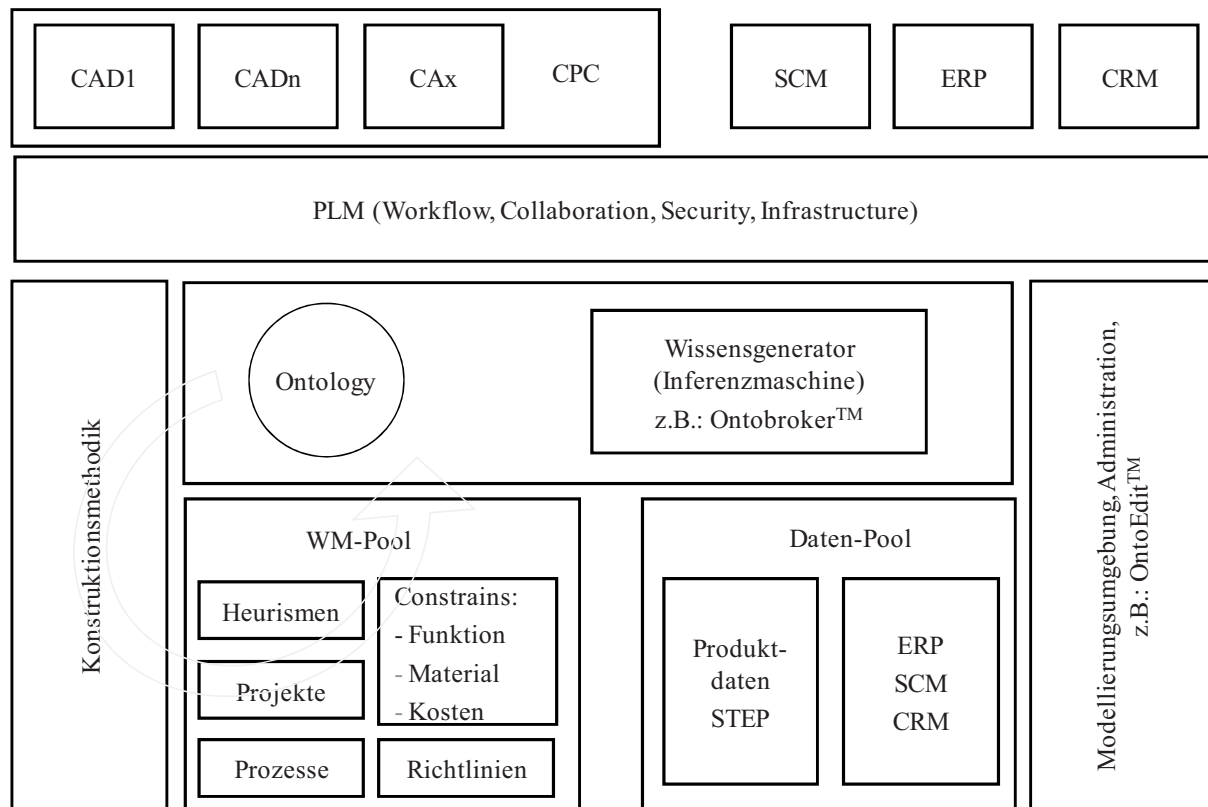 CAD1
CADn
CAx
CPC
SCM
ERP
CRM
PLM (Workflow, Collaboration, Security, Infrastructure)
Konstruktionsmethodik
Ontology
Wissensgenerator
(Inferenzmaschine)
z.B.: Ontobroker™
WM-Pool
Heurismen
Projekte
Prozesse
Constrains:
- Funktion
- Material
- Kosten
Richtlinien
Daten-Pool
Produkt-
daten
STEP
ERP
SCM
CRM
Modellierungsumgebung, Administration,
z.B.: OntoEdit™